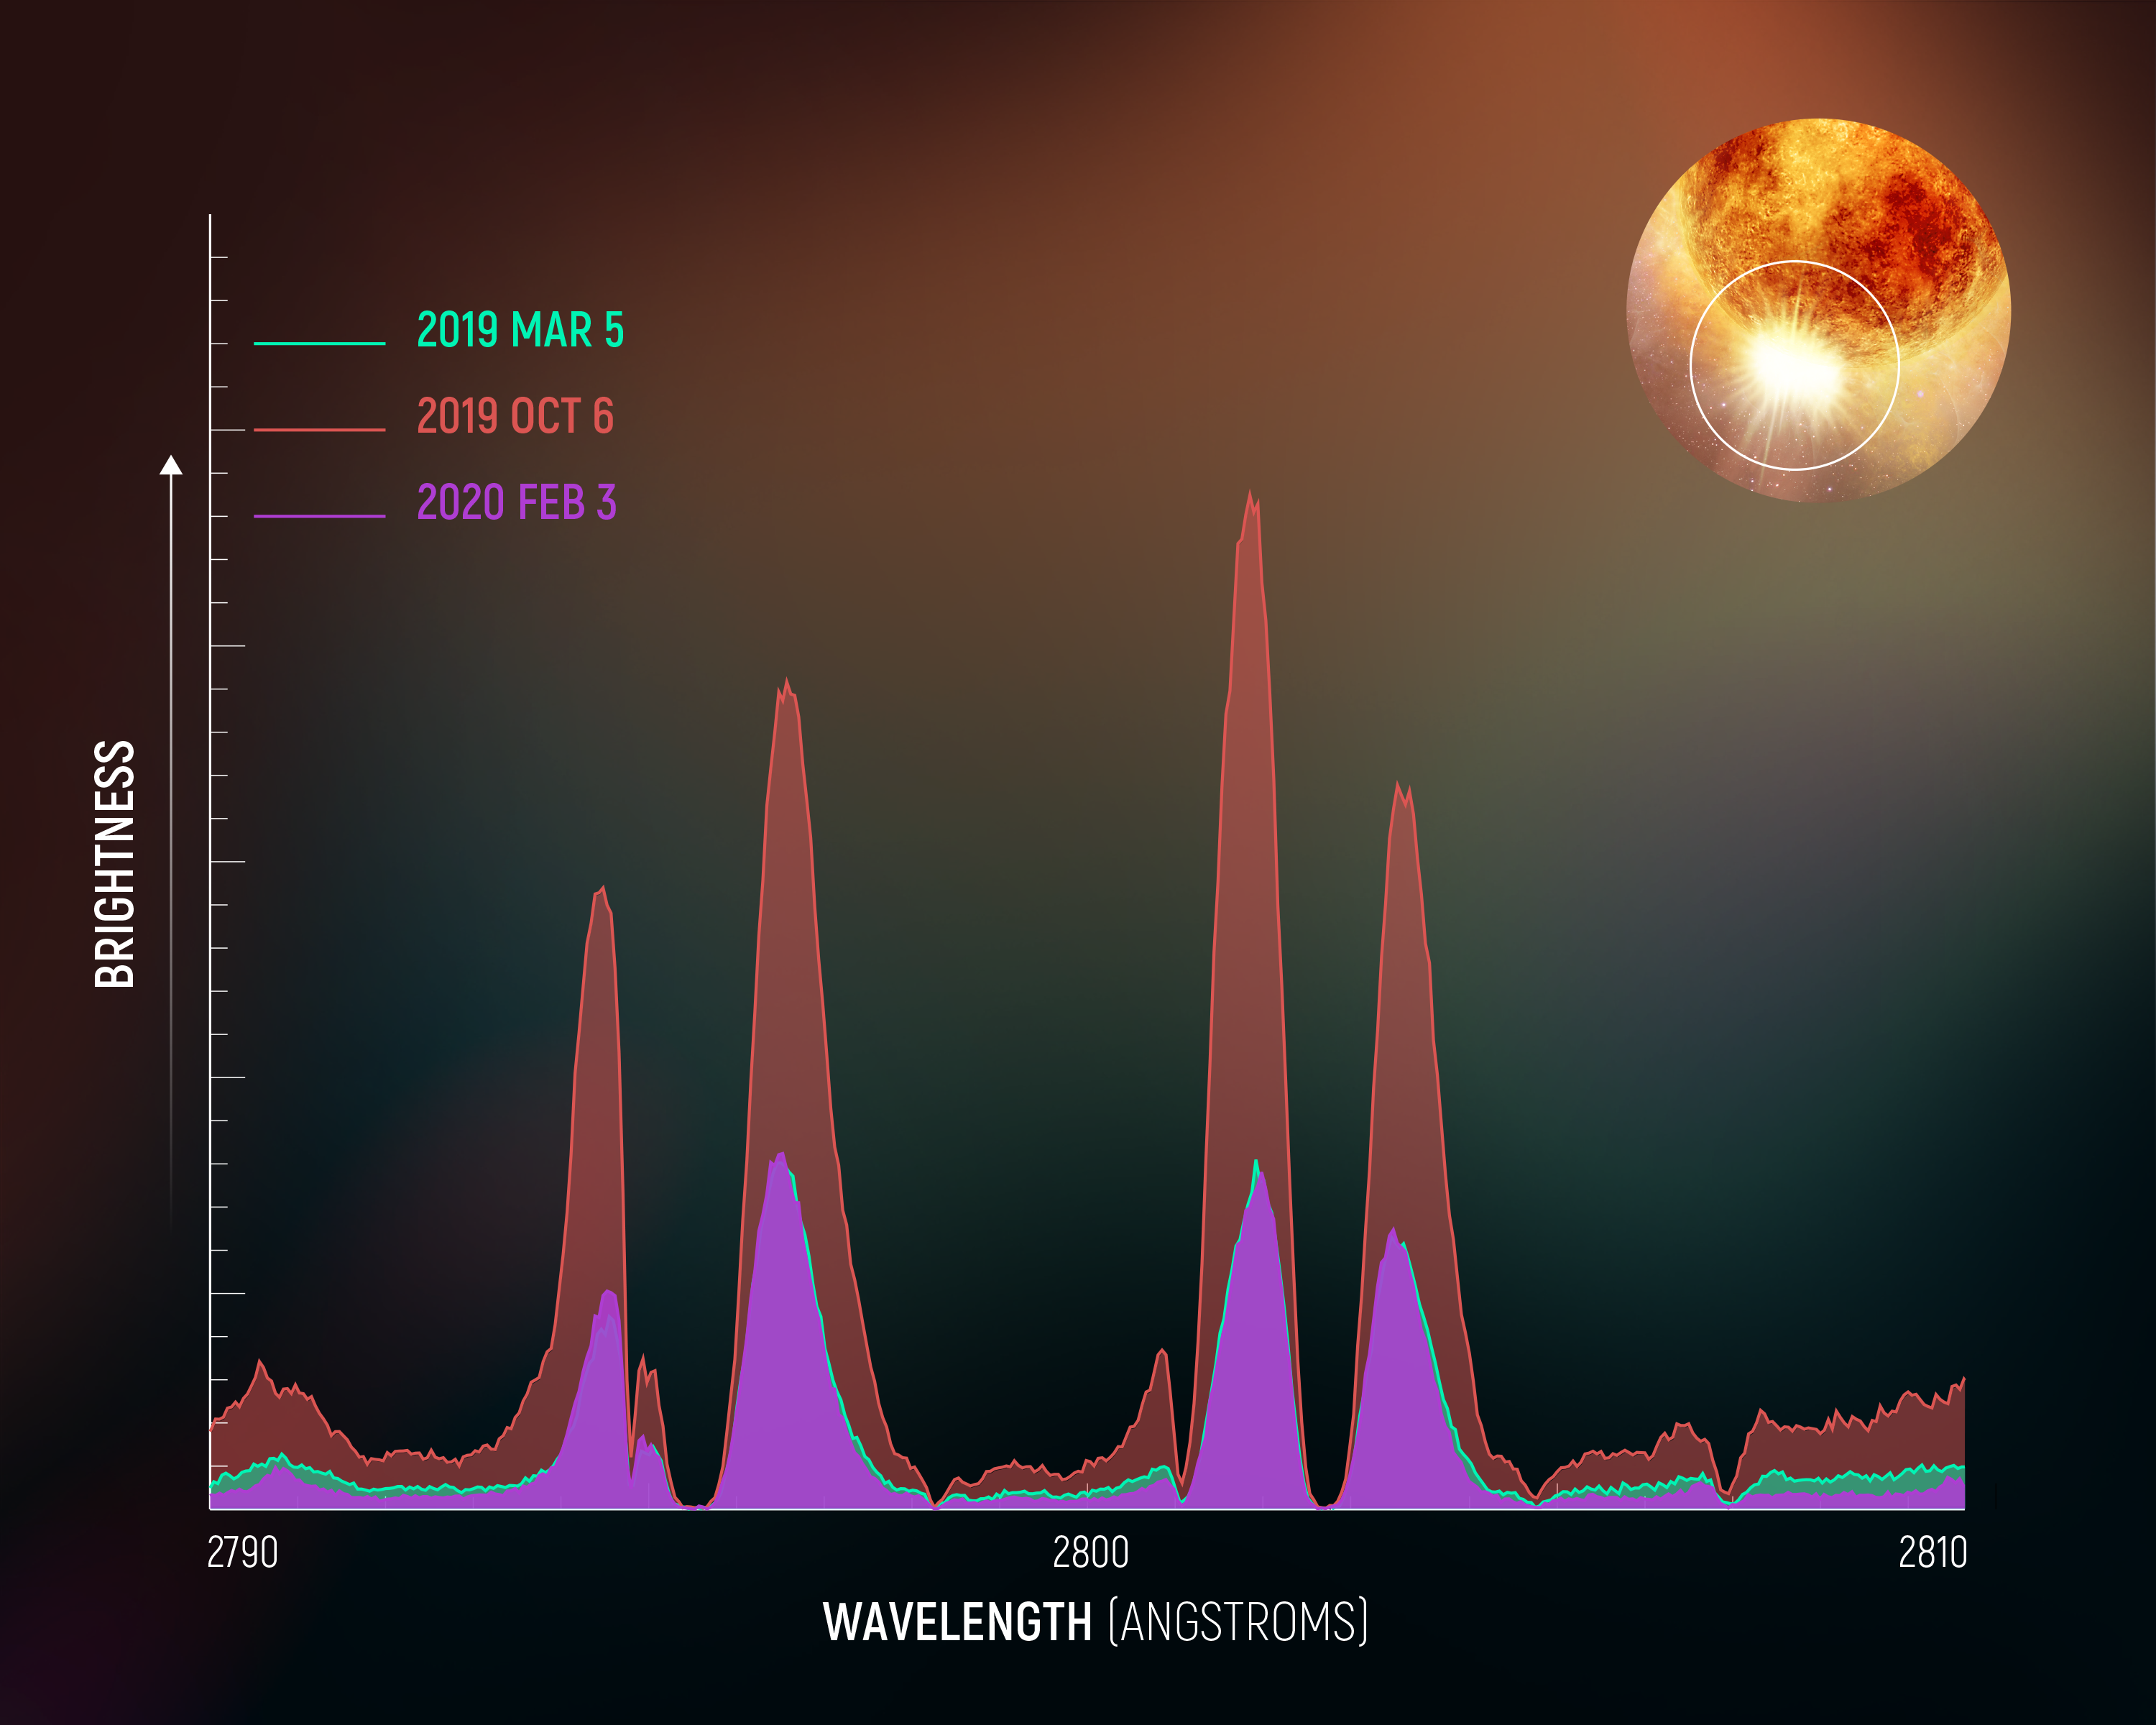 2019 MAR 5
2019 OCT 6
2020 FEB 3
BRIGHTNESS
2790
2800
2810
WAVELENGTH (ANGSTROMS)